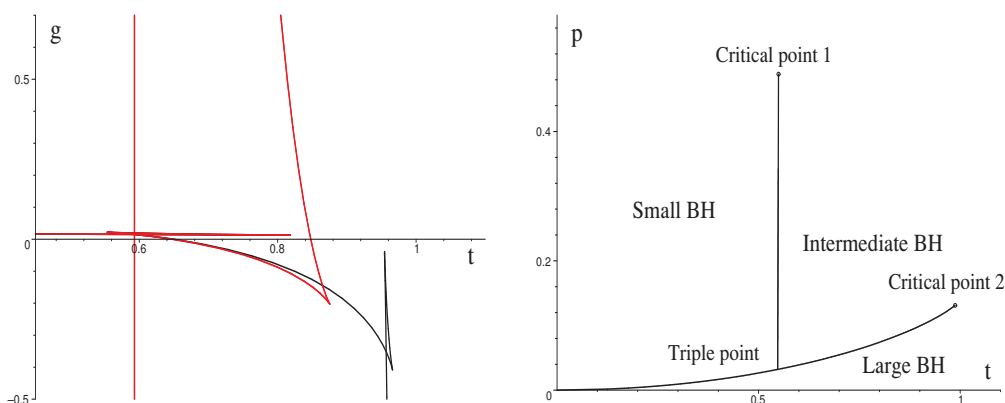 g
0.5
0
0.6
0.8
1
t
−0.5
p
Critical point 1
0.4
Small BH
Intermediate BH
0.2
Critical point 2
Triple point
Large BH
t
0
0.5
1